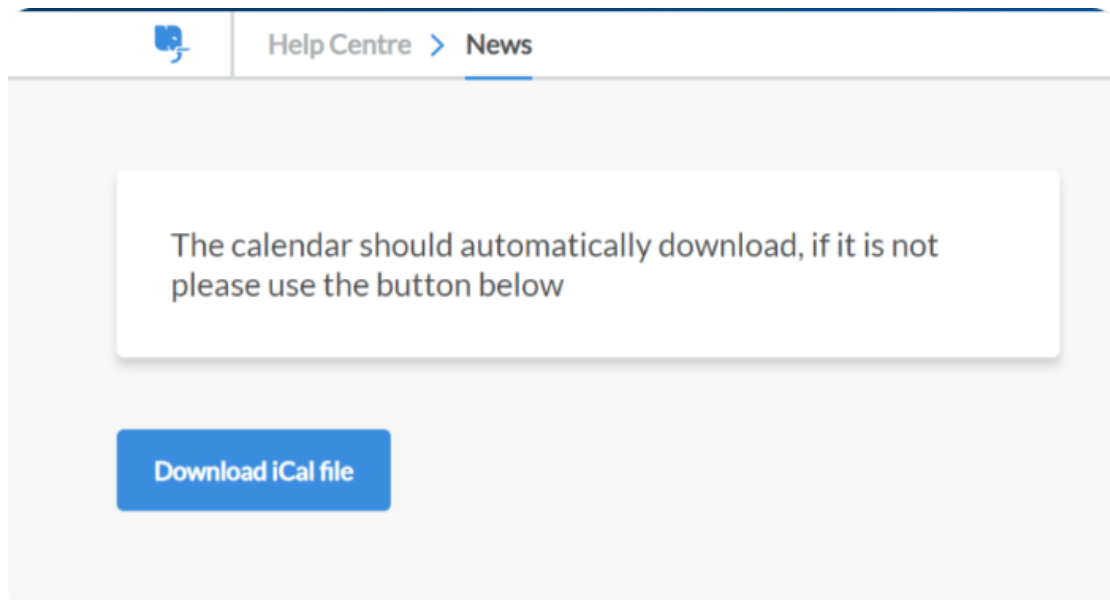 Help Centre > News
The calendar should automatically download, if it is not
please use the button below
Download iCal file